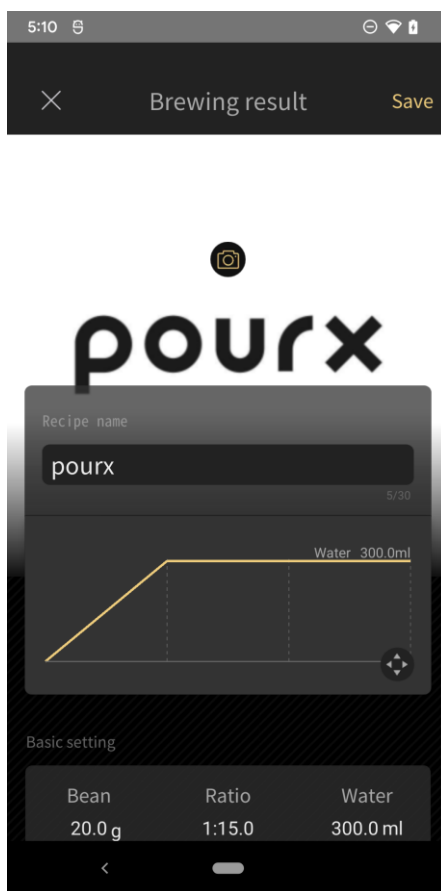 5:10
Brewing result Save
pourx
Recipe name
pourx
5/30
Water 300.0ml
Basic setting
Bean Ratio Water
20.0 g 1:15.0 300.0 ml